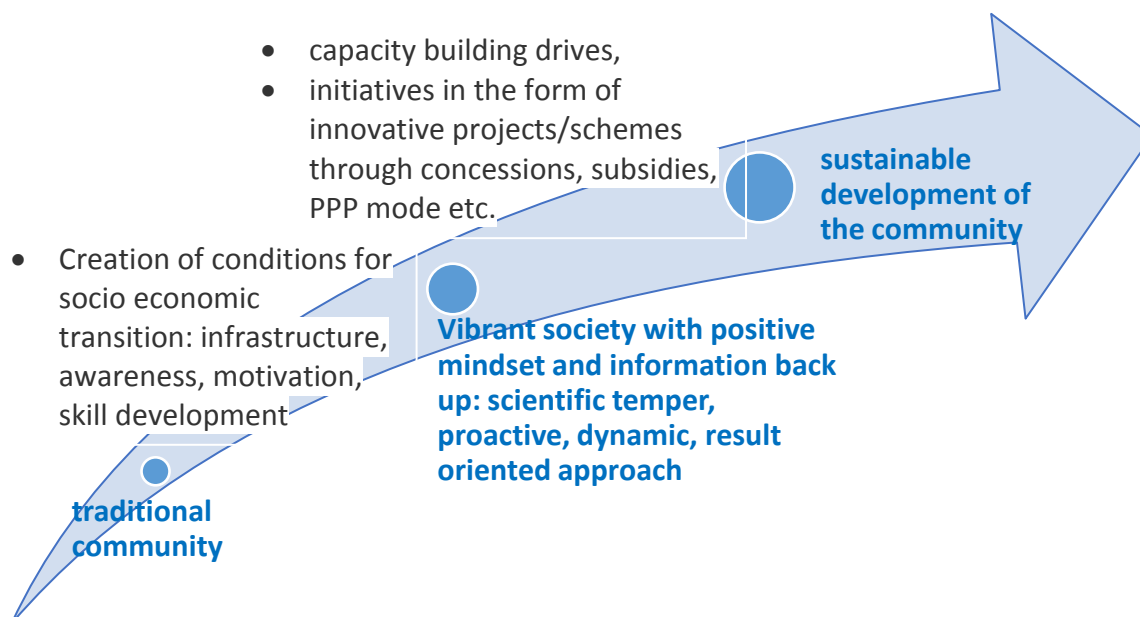 • capacity building drives,
• initiatives in the form of
innovative projects/schemes
through concessions, subsidies,
PPP mode etc.
• Creation of conditions for
socio economic
transition: infrastructure,
awareness, motivation,
skill development
traditional
community
Vibrant society with positive
mindset and information back
up: scientific temper,
proactive, dynamic, result
oriented approach
sustainable
development of
the community